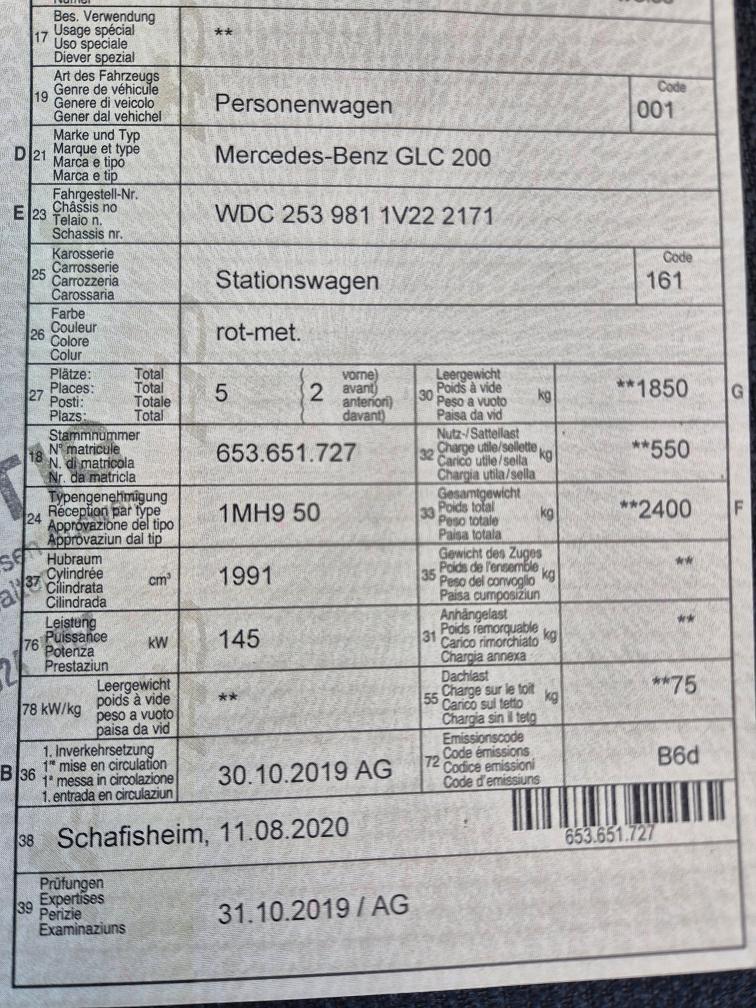 17 Bes. Verwendung
Usage spécial
Uso speciale
Diever spezial
**
19 Art des Fahrzeugs
Genre de véhicule
Genere di veicolo
Gener dal vehichel
Personenwagen
Code
001
D 21 Marke und Typ
Marque et type
Marca e tipo
Marca e tip
Mercedes-Benz GLC 200
E 23 Fahrgestell-Nr.
Châssis no
Telaio n.
Schassis nr.
WDC 253 981 1V22 2171
25 Karosserie
Carrosserie
Carrozzeria
Carossaria
Stationswagen
Code
161
26 Farbe
Couleur
Colore
Colur
rot-met.
27 Plätze: Total
Places: Total
Posti: Totale
Plazs: Total
5 ( 2 vorne)
avant)
anteriori)
davant)
30 Leergewicht
Poids à vide
Peso a vuoto
Paisa da vid
kg
**1850 G
18 Stammnummer
N° matricule
N. di matricola
Nr. da matricla
653.651.727
32 Nutz-/Sattellast
Charge utile/sellette
Carico utile/sella
Chargia utila/sella
kg
**550
24 Typengenehmigung
Réception par type
Approvazione del tipo
Approvaziun dal tip
1MH9 50
33 Gesamtgewicht
Poids total
Peso totale
Paisa totala
kg
**2400 F
37 Hubraum
Cylindrée
Cilindrata
Cilindrada
cm³
1991
35 Gewicht des Zuges
Poids de l'ensemble
Peso del convoglio
Paisa cumposiziun
kg
**
76 Leistung
Puissance
Potenza
Prestaziun
kW
145
31 Anhängelast
Poids remorquable
Carico rimorchiato
Chargia annexa
kg
**
78 kW/kg Leergewicht
poids à vide
peso a vuoto
paisa da vid
**
55 Dachlast
Charge sur le toit
Carico sul tetto
Chargia sin il tetg
kg
**75
B 36 1. Inverkehrsetzung
1re mise en circulation
1a messa in circolazione
1. entrada en circulaziun
30.10.2019 AG
72 Emissionscode
Code émissions
Codice emissioni
Code d'emissiuns
B6d
38 Schafisheim, 11.08.2020
653.651.727
39 Prüfungen
Expertises
Perizie
Examinaziuns
31.10.2019 / AG